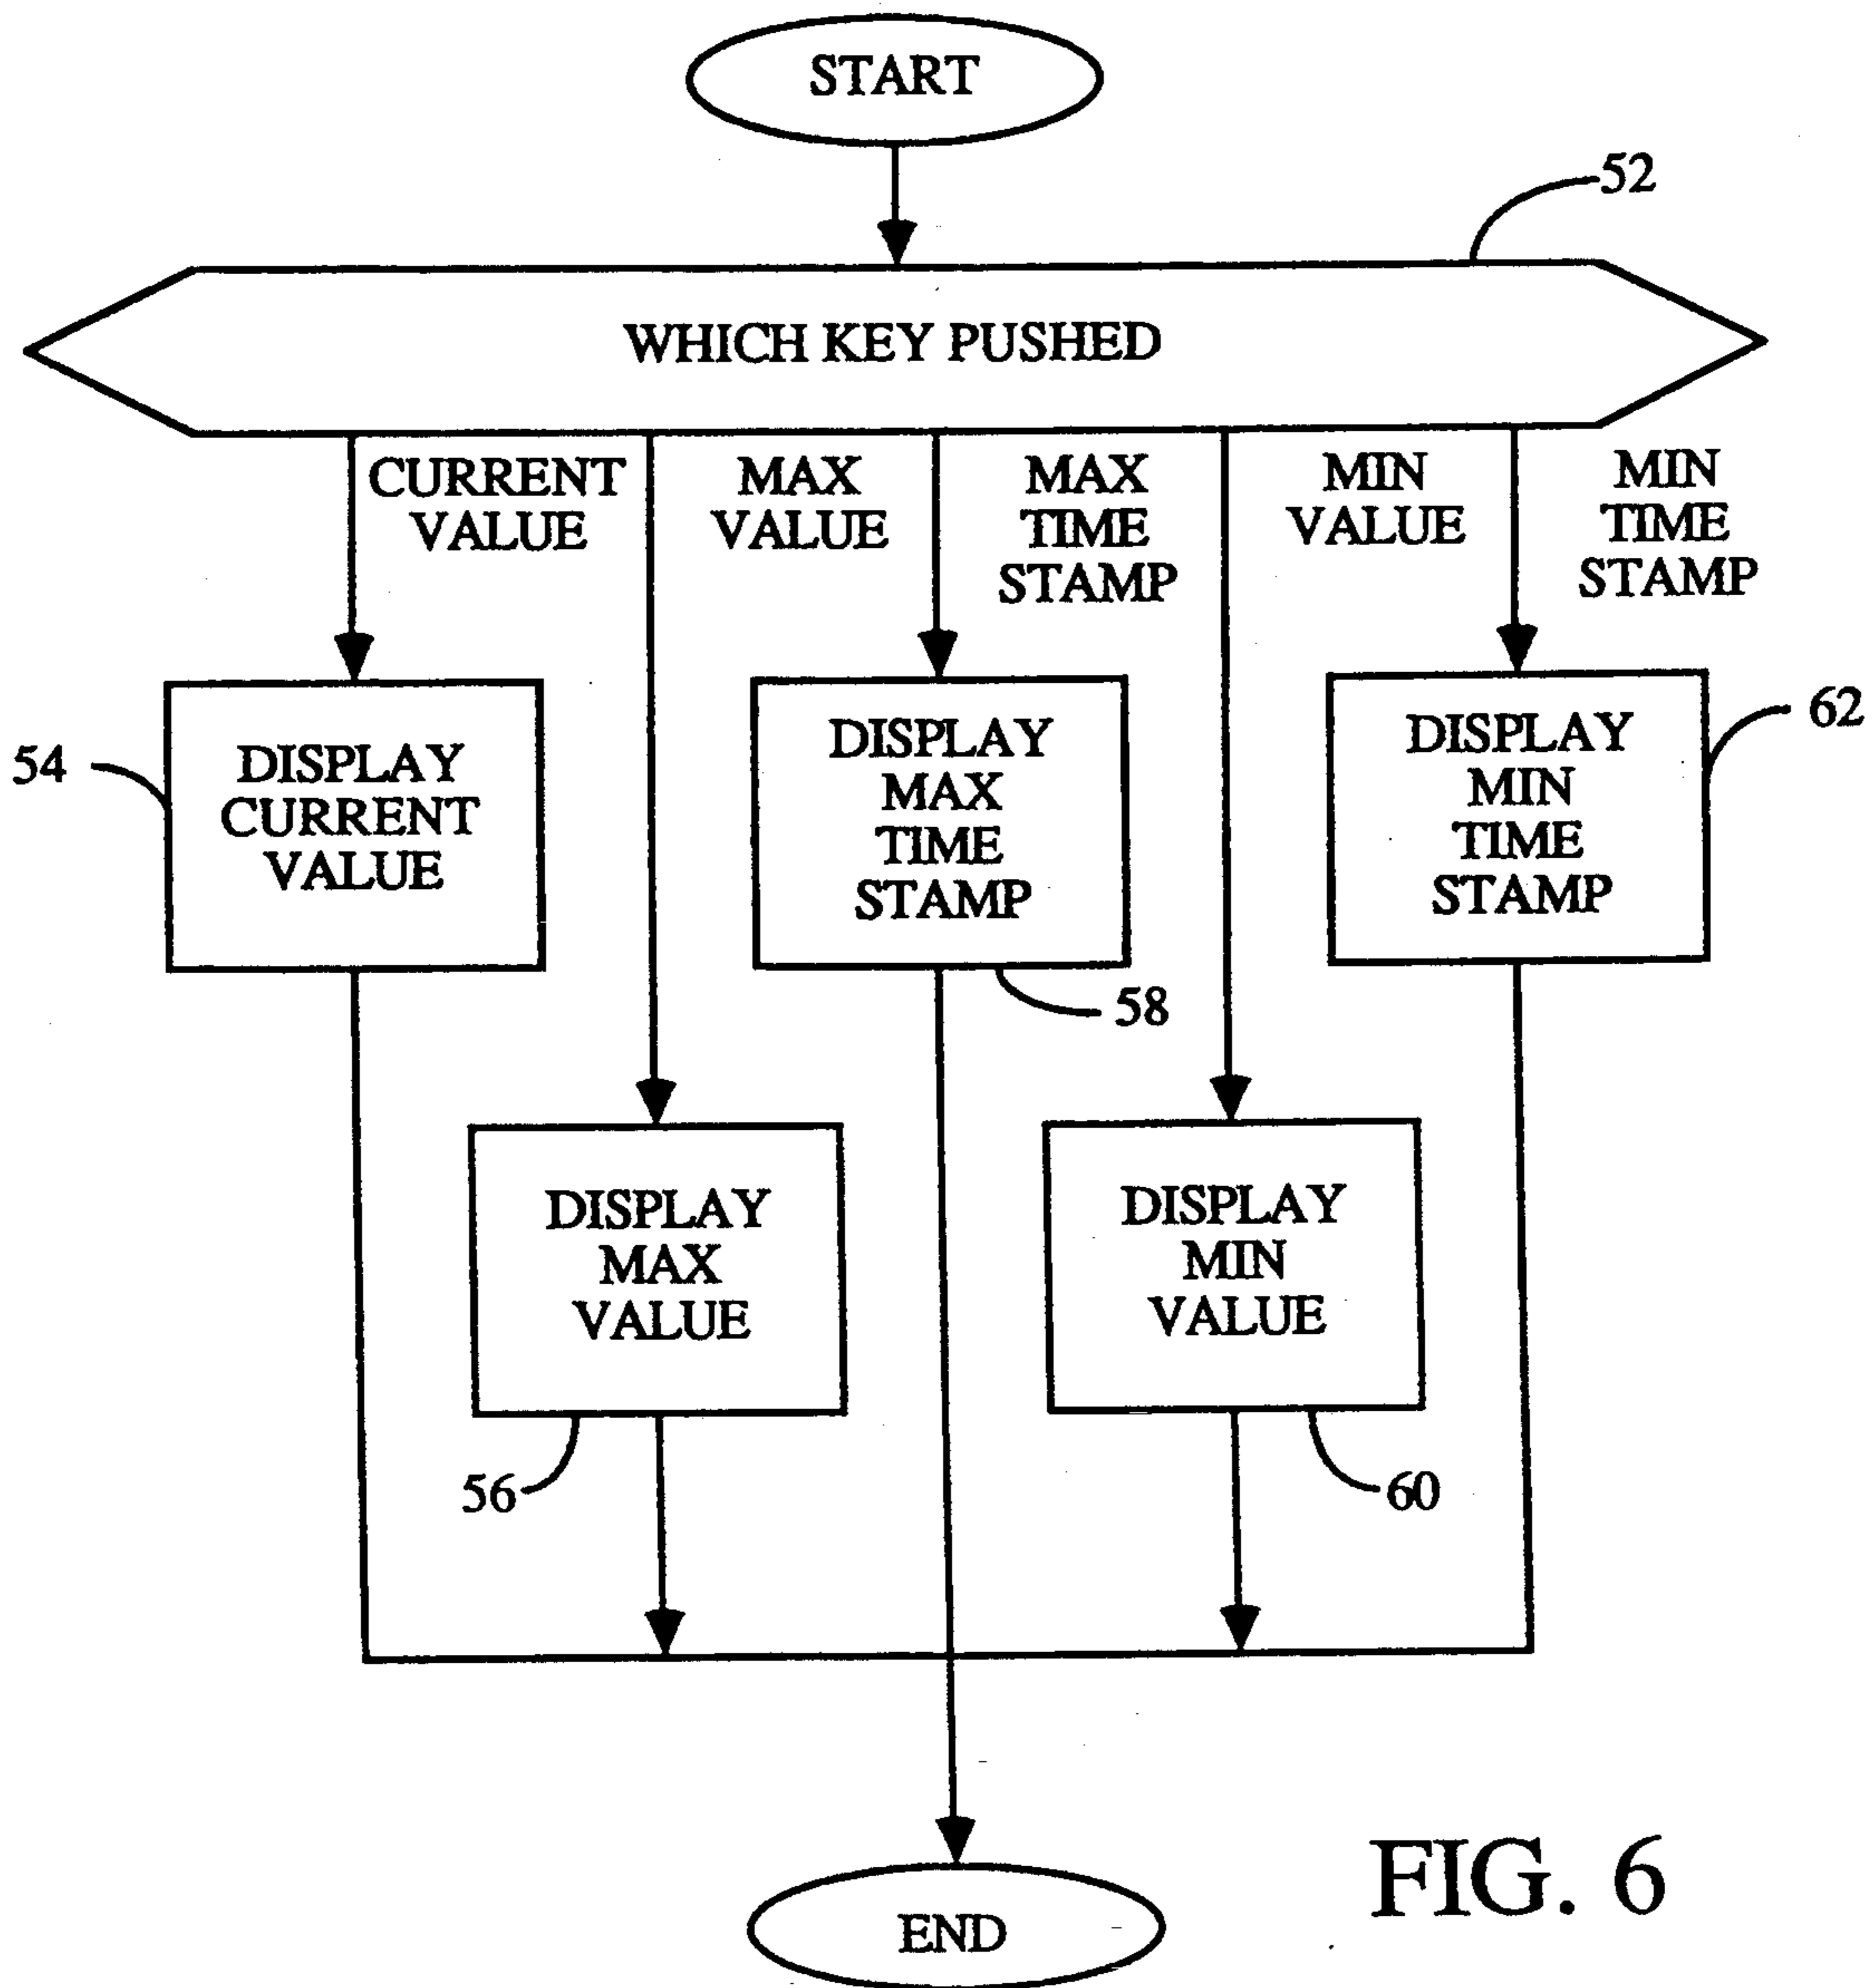 START
52
WHICH KEY PUSHED
CURRENT
VALUE
MAX
VALUE
MAX
TIME
STAMP
MIN
VALUE
MIN
TIME
STAMP
54
DISPLAY
CURRENT
VALUE
DISPLAY
MAX
TIME
STAMP
58
DISPLAY
MIN
TIME
STAMP
62
DISPLAY
MAX
VALUE
56
DISPLAY
MIN
VALUE
60
END
FIG. 6